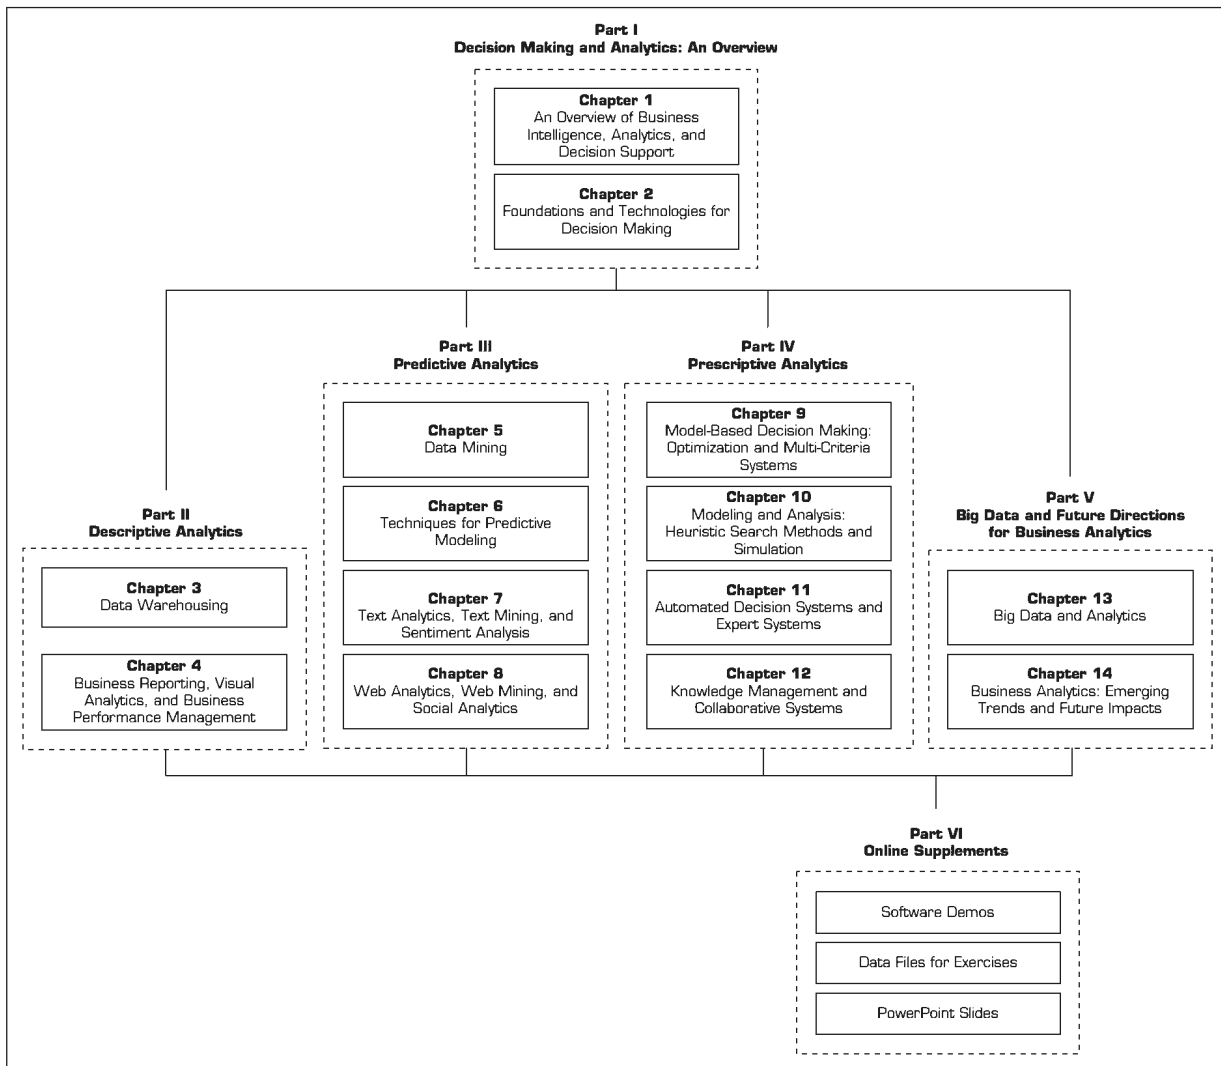 Part I
Decision Making and Analytics: An Overview
Chapter 1
An Overview of Business
Intelligence, Analytics, and
Decision Support
Chapter 2
Foundations and Technologies for
Decision Making
Part II
Descriptive Analytics
Chapter 3
Data Warehousing
Chapter 4
Business Reporting, Visual
Analytics, and Business
Performance Management
Part III
Predictive Analytics
Chapter 5
Data Mining
Chapter 6
Techniques for Predictive
Modeling
Chapter 7
Text Analytics, Text Mining, and
Sentiment Analysis
Chapter 8
Web Analytics, Web Mining, and
Social Analytics
Part IV
Prescriptive Analytics
Chapter 9
Model-Based Decision Making:
Optimization and Multi-Criteria
Systems
Chapter 10
Modeling and Analysis:
Heuristic Search Methods and
Simulation
Chapter 11
Automated Decision Systems and
Expert Systems
Chapter 12
Knowledge Management and
Collaborative Systems
Part V
Big Data and Future Directions
for Business Analytics
Chapter 13
Big Data and Analytics
Chapter 14
Business Analytics: Emerging
Trends and Future Impacts
Part VI
Online Supplements
Software Demos
Data Files for Exercises
PowerPoint Slides